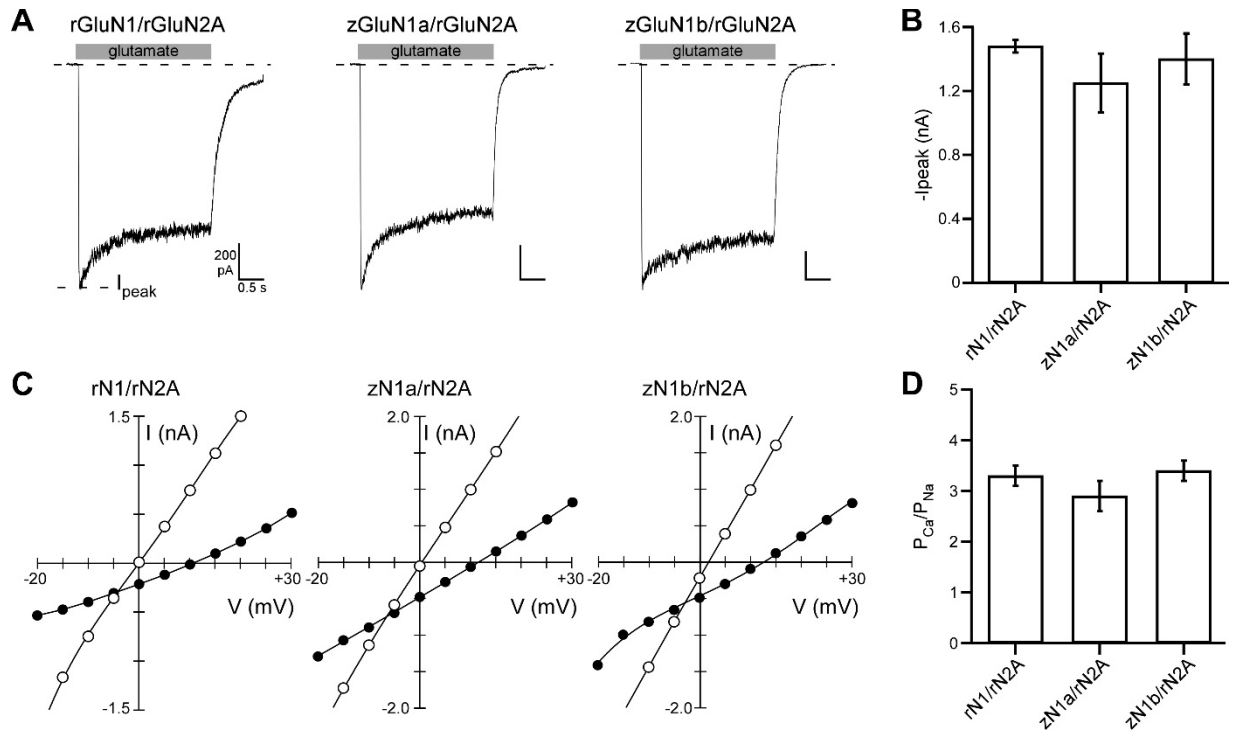 A
rGluN1/rGluN2A
glutamate
Ipeak
200
pA
0.5 s
zGluN1a/rGluN2A
glutamate
zGluN1b/rGluN2A
glutamate
B
-Ipeak (nA)
1.6
1.2
0.8
0.4
0
rN1/rN2A
zN1a/rN2A
zN1b/rN2A
C
rN1/rN2A
1.5
I (nA)
-20
+30
V (mV)
-1.5
zN1a/rN2A
2.0
I (nA)
-20
+30
V (mV)
-2.0
zN1b/rN2A
2.0
I (nA)
-20
+30
V (mV)
-2.0
D
PCa/PNa
5
4
3
2
1
0
rN1/rN2A
zN1a/rN2A
zN1b/rN2A